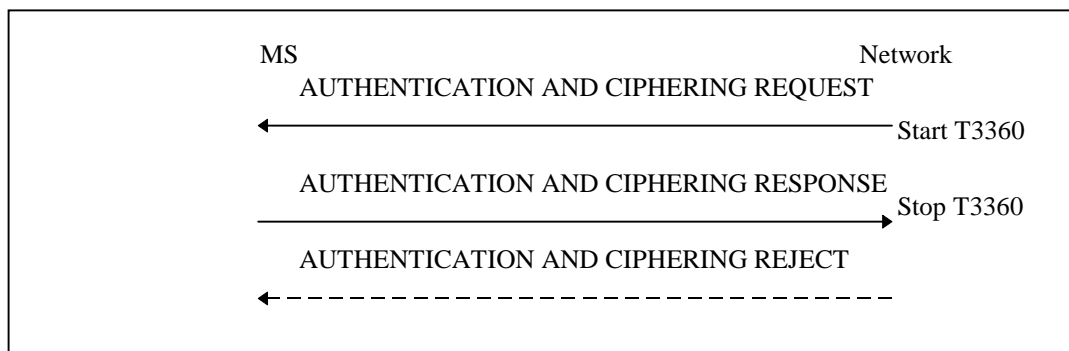 MS Network
AUTHENTICATION AND CIPHERING REQUEST
Start T3360
AUTHENTICATION AND CIPHERING RESPONSE
Stop T3360
AUTHENTICATION AND CIPHERING REJECT